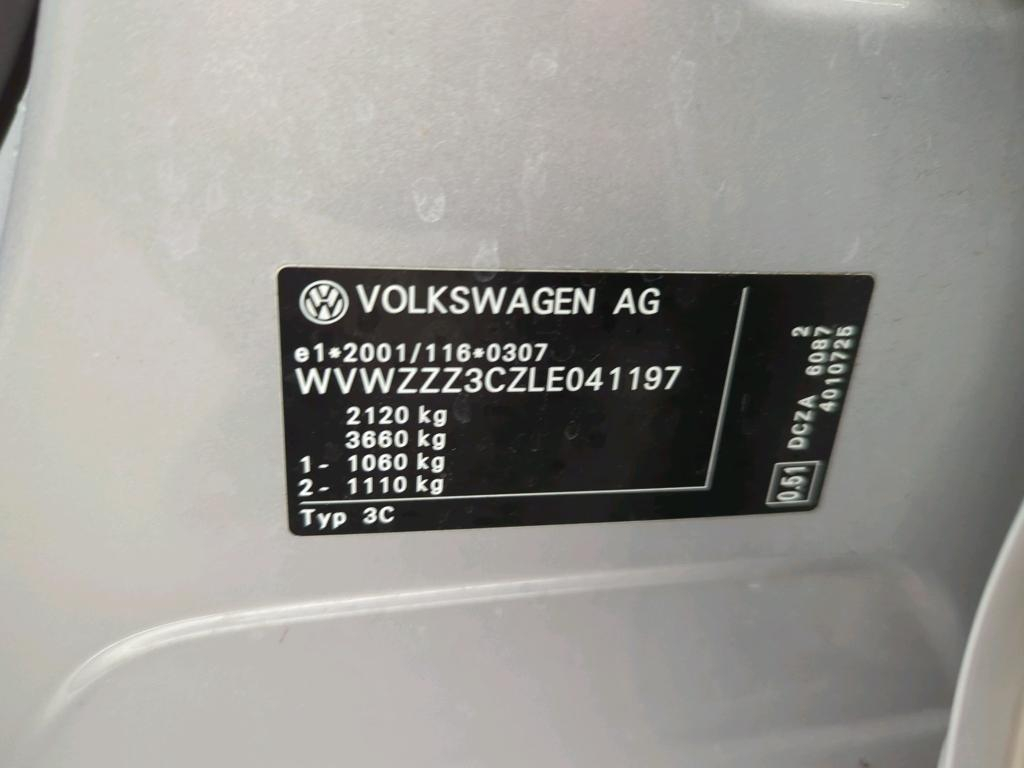 VOLKSWAGEN AG
e1*2001/116*0307
WVWZZZ3CZLE041197
2120 kg
3660 kg
1- 1060 kg
2- 1110 kg
Typ 3C
2
4010725
DCZA 6087
0.51